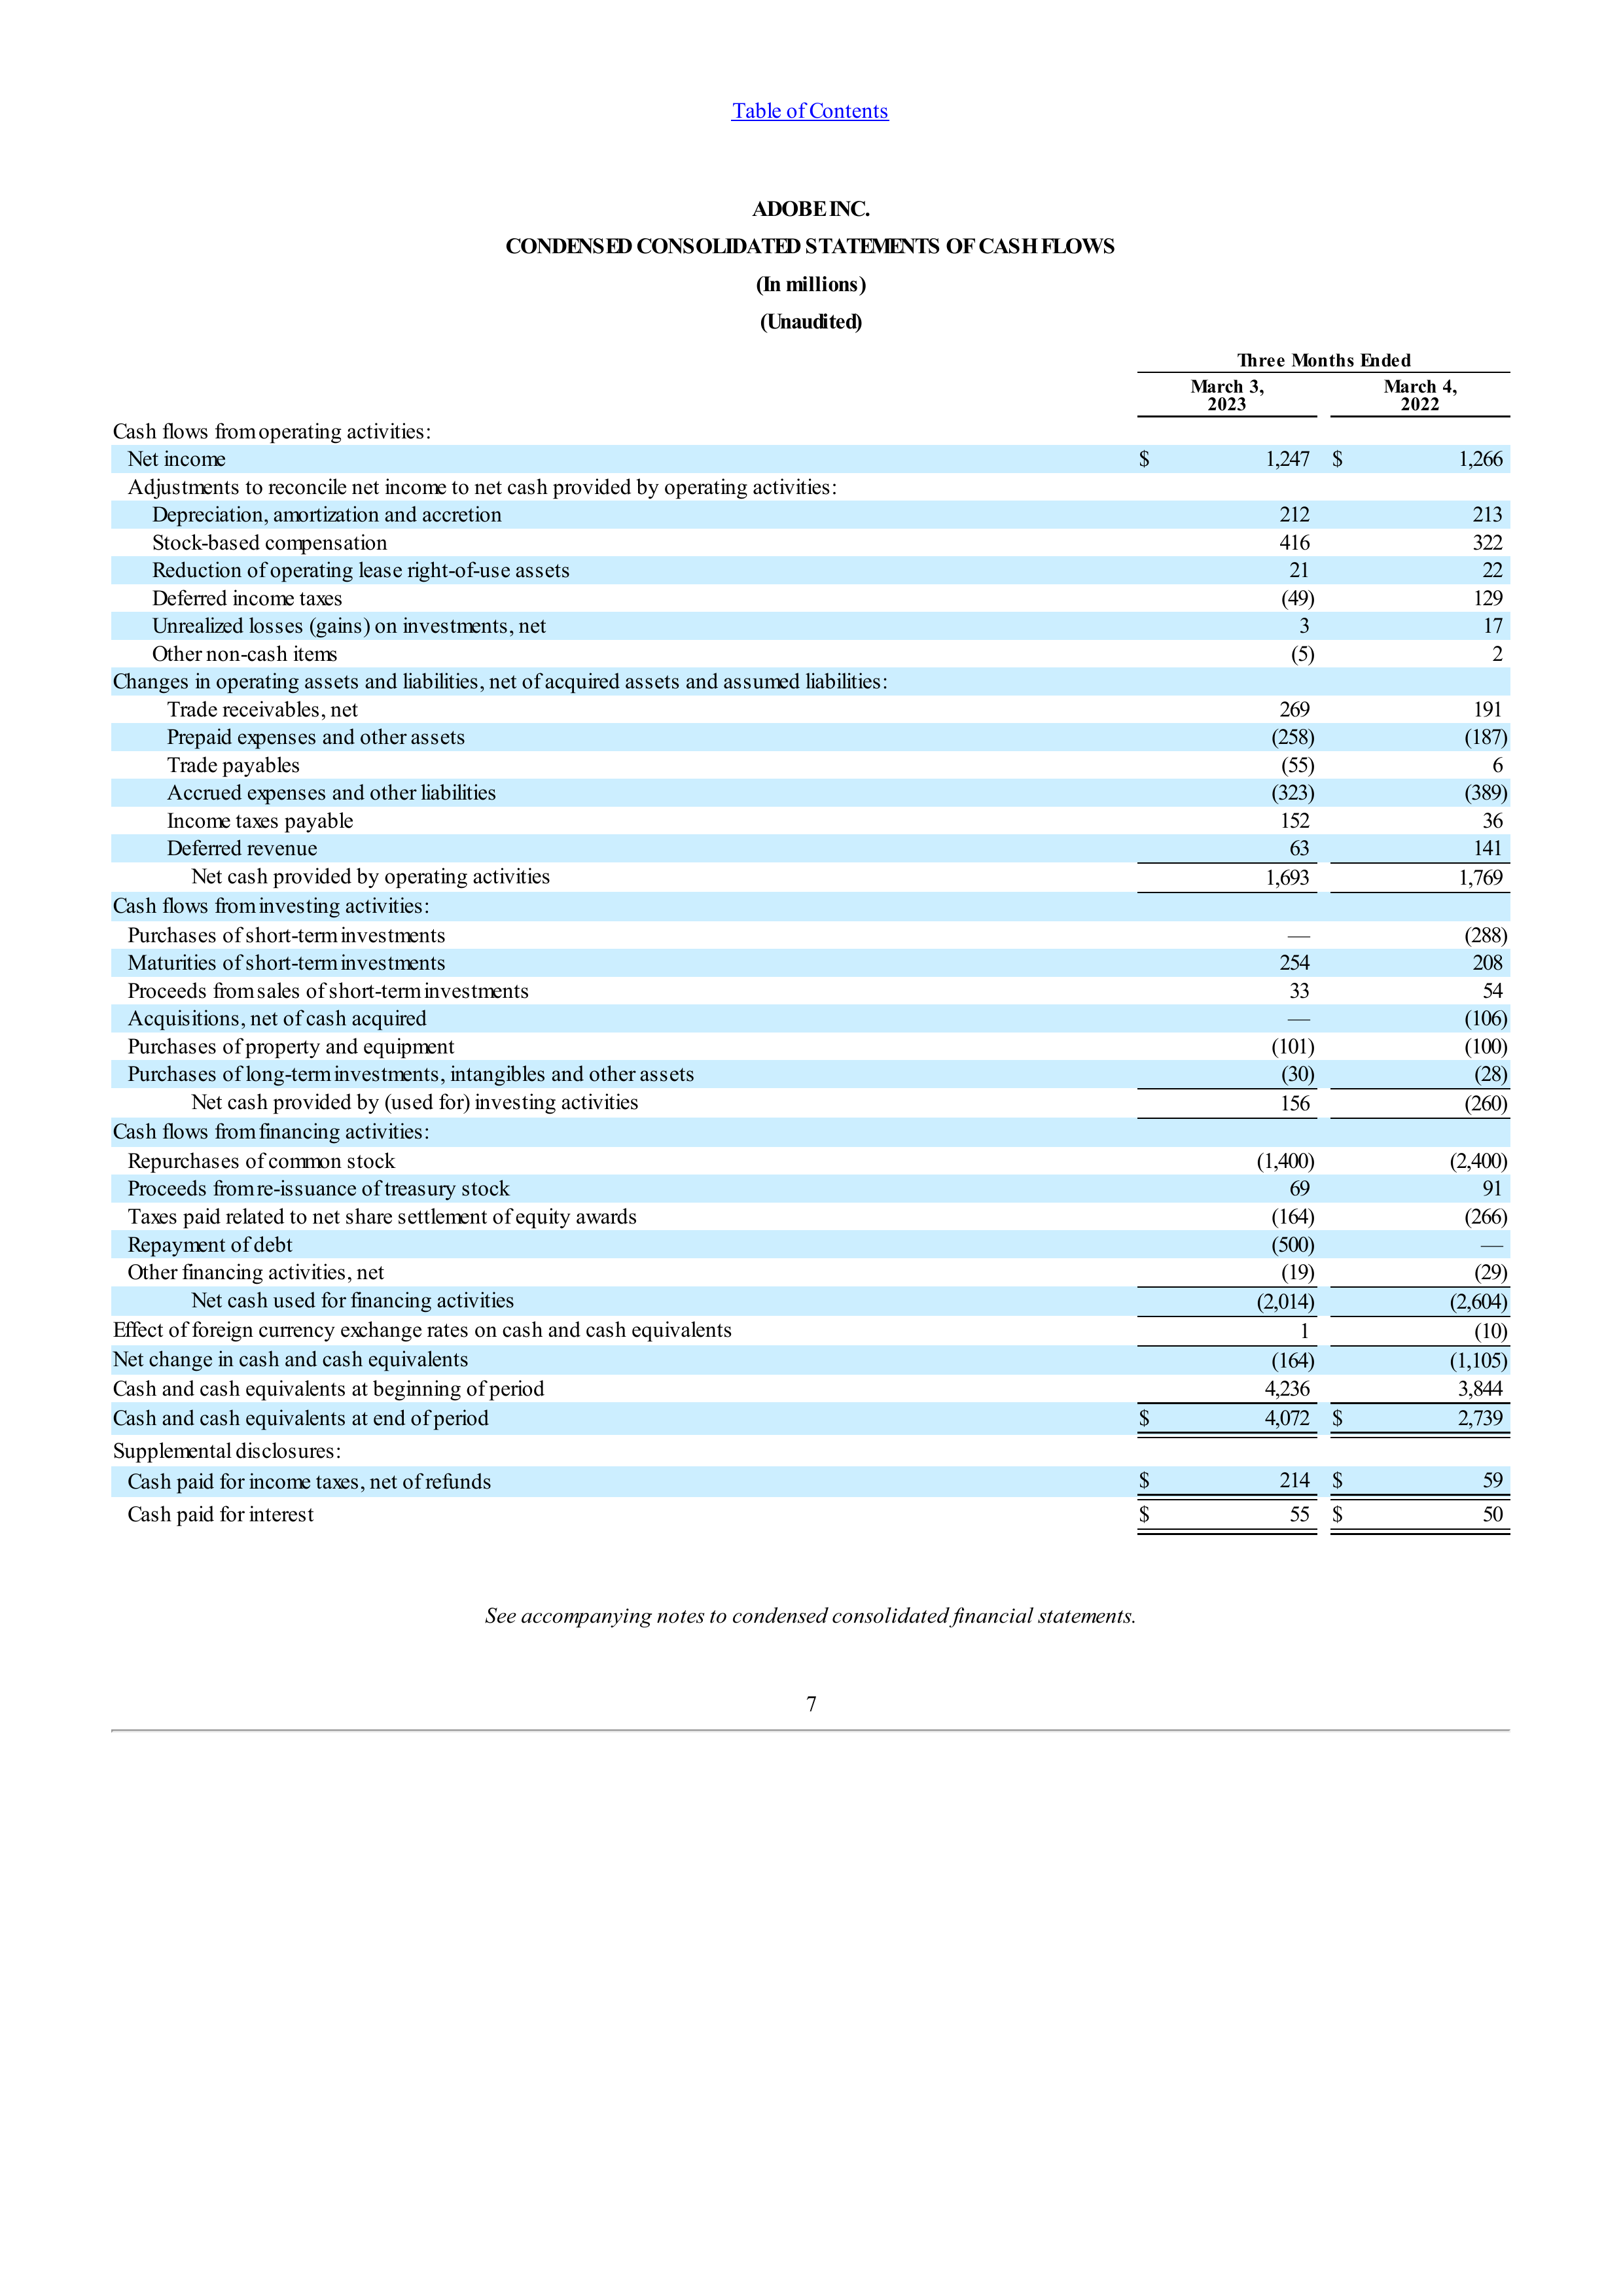 Table of Contents
ADOBE INC.
CONDENSED CONSOLIDATED STATEMENTS OF CASH FLOWS
(In millions)
(Unaudited)
Three Months Ended
March 3, 2023 March 4, 2022
Cash flows from operating activities:
Net income $ 1,247 $ 1,266
Adjustments to reconcile net income to net cash provided by operating activities:
Depreciation, amortization and accretion 212 213
Stock-based compensation 416 322
Reduction of operating lease right-of-use assets 21 22
Deferred income taxes (49) 129
Unrealized losses (gains) on investments, net 3 17
Other non-cash items (5) 2
Changes in operating assets and liabilities, net of acquired assets and assumed liabilities:
Trade receivables, net 269 191
Prepaid expenses and other assets (258) (187)
Trade payables (55) 6
Accrued expenses and other liabilities (323) (389)
Income taxes payable 152 36
Deferred revenue 63 141
Net cash provided by operating activities 1,693 1,769
Cash flows from investing activities:
Purchases of short-term investments — (288)
Maturities of short-term investments 254 208
Proceeds from sales of short-term investments 33 54
Acquisitions, net of cash acquired — (106)
Purchases of property and equipment (101) (100)
Purchases of long-term investments, intangibles and other assets (30) (28)
Net cash provided by (used for) investing activities 156 (260)
Cash flows from financing activities:
Repurchases of common stock (1,400) (2,400)
Proceeds from re-issuance of treasury stock 69 91
Taxes paid related to net share settlement of equity awards (164) (266)
Repayment of debt (500) —
Other financing activities, net (19) (29)
Net cash used for financing activities (2,014) (2,604)
Effect of foreign currency exchange rates on cash and cash equivalents 1 (10)
Net change in cash and cash equivalents (164) (1,105)
Cash and cash equivalents at beginning of period 4,236 3,844
Cash and cash equivalents at end of period $ 4,072 $ 2,739
Supplemental disclosures:
Cash paid for income taxes, net of refunds $ 214 $ 59
Cash paid for interest $ 55 $ 50
See accompanying notes to condensed consolidated financial statements.
7